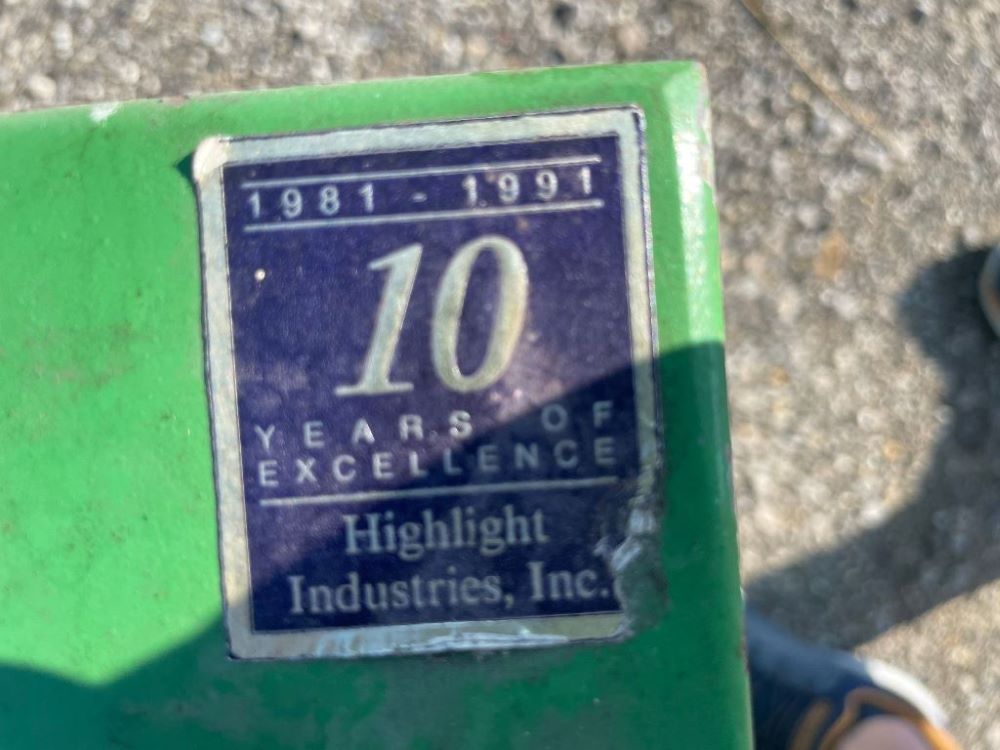 1981 - 1991
10
YEARS OF
EXCELLENCE
Highlight
Industries, Inc.